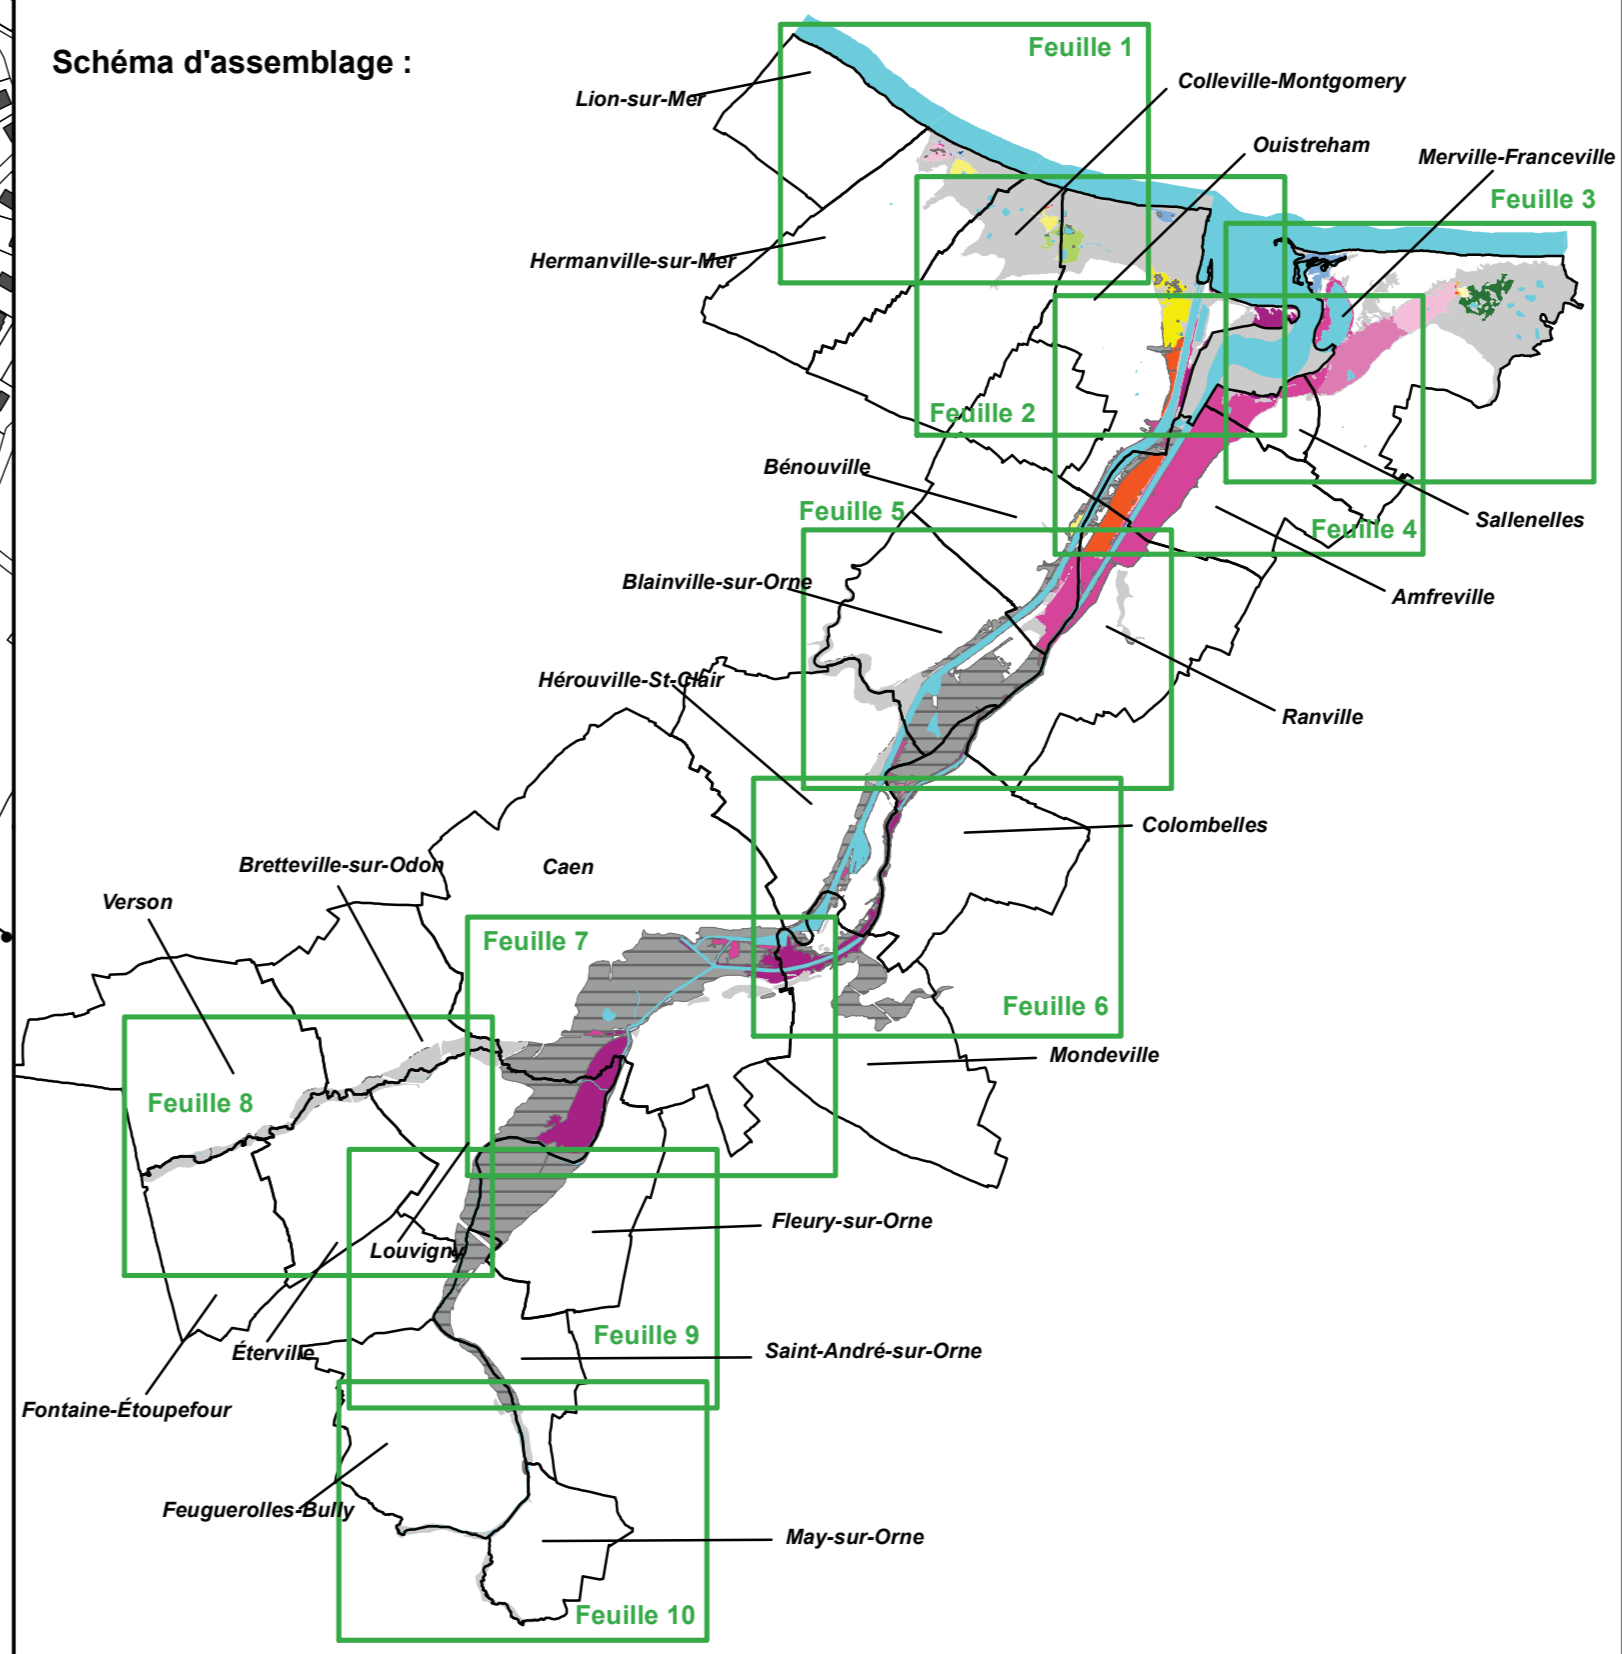 Schéma d'assemblage :
Feuille 1
Colleville-Montgomery
Lion-sur-Mer
Ouistreham
Merville-Franceville
Feuille 3
Hermanville-sur-Mer
Feuille 2
Bénouville
Feuille 5
Sallenelles
Feuille 4
Blainville-sur-Orne
Amfreville
Hérouville-St-Clair
Ranville
Colombelles
Bretteville-sur-Odon
Caen
Verson
Feuille 7
Feuille 6
Mondeville
Feuille 8
Fleury-sur-Orne
Louvigny
Feuille 9
Éterville
Saint-André-sur-Orne
Fontaine-Étoupefour
Feuguerolles-Bully
May-sur-Orne
Feuille 10